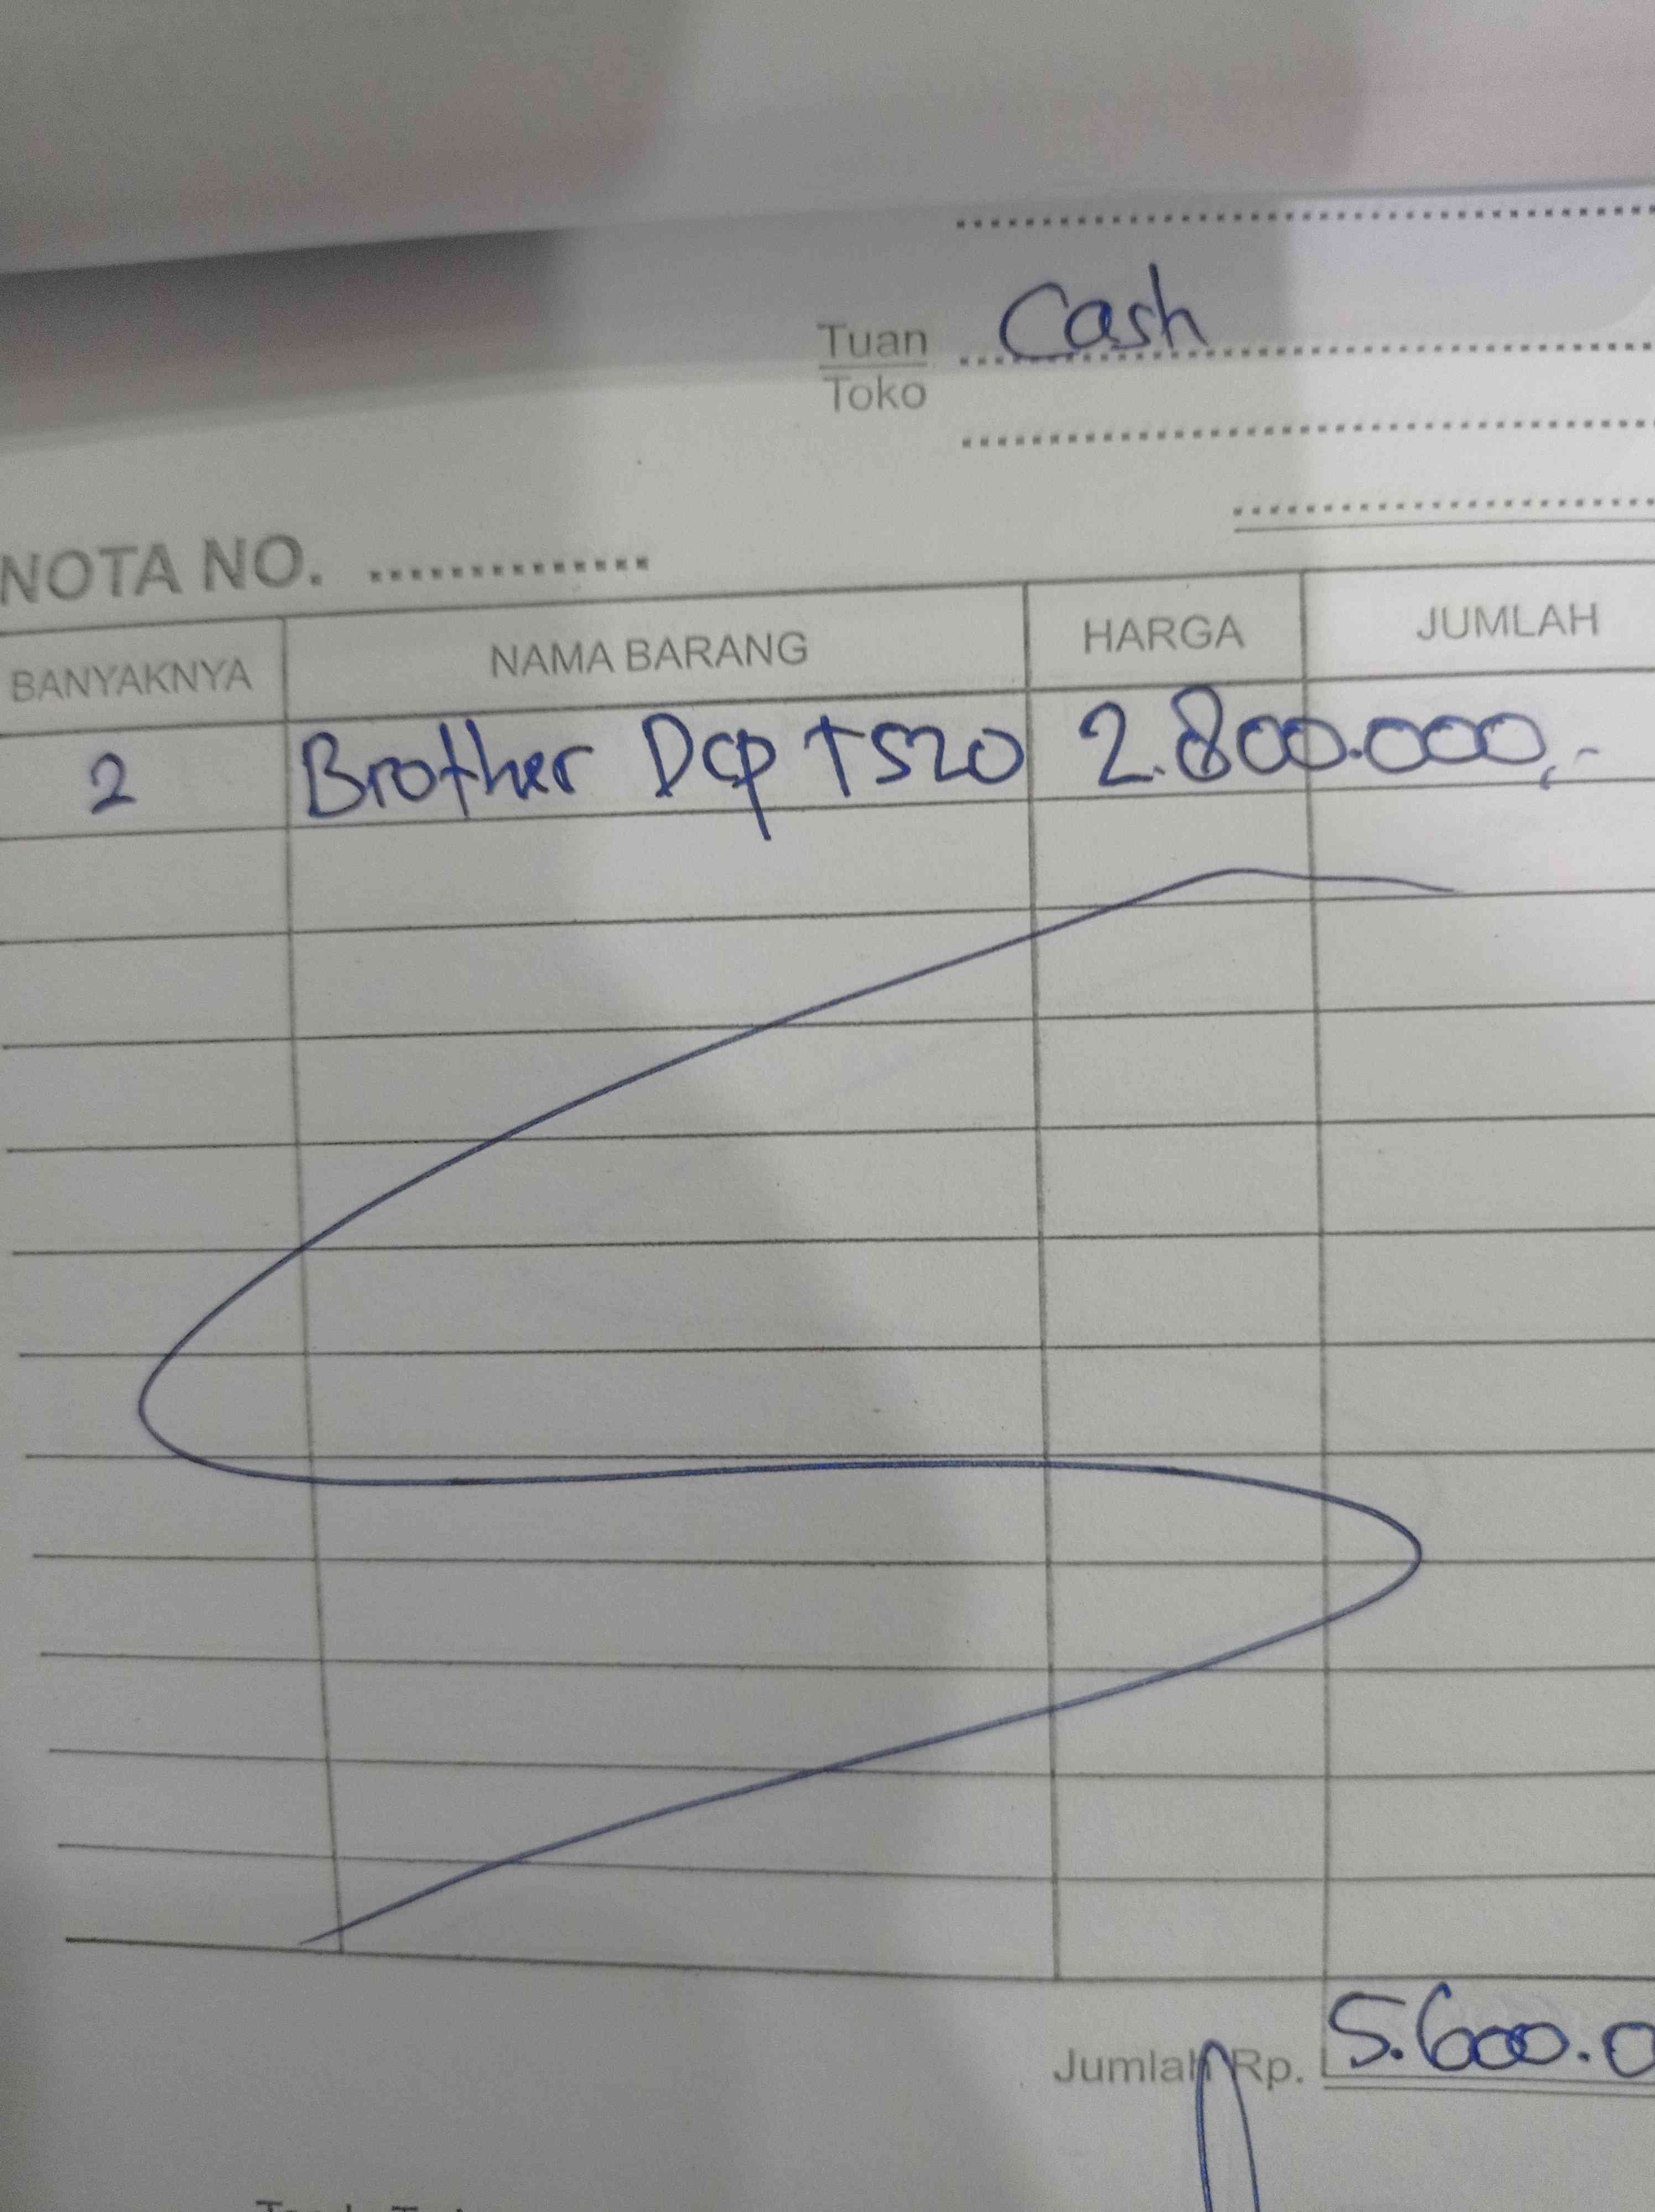 Cash
Tuan
Toko
NOTA NO.
BANYAKNYA NAMA BARANG HARGA JUMLAH
2 Brother Dcp T520 2.800.000,-
Jumlah Rp. 5.600.0